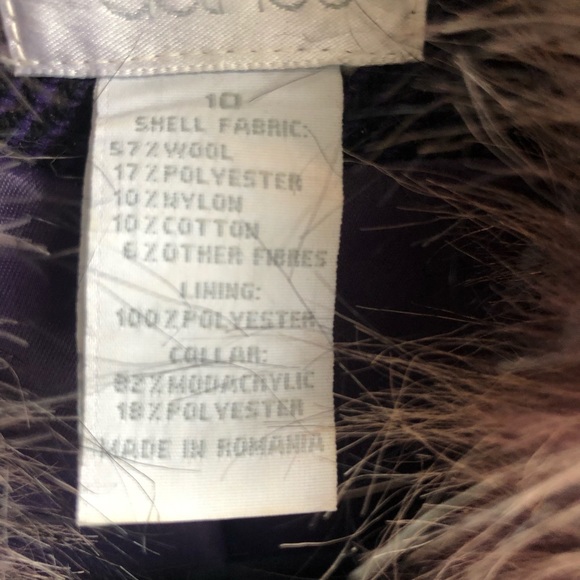 10
SHELL FABRIC:
57% WOOL
17% POLYESTER
10% NYLON
10% COTTON
6% OTHER FIBRES
LINING:
100% POLYESTER
COLLAR:
82% MODACRYLIC
18% POLYESTER
MADE IN ROMANIA